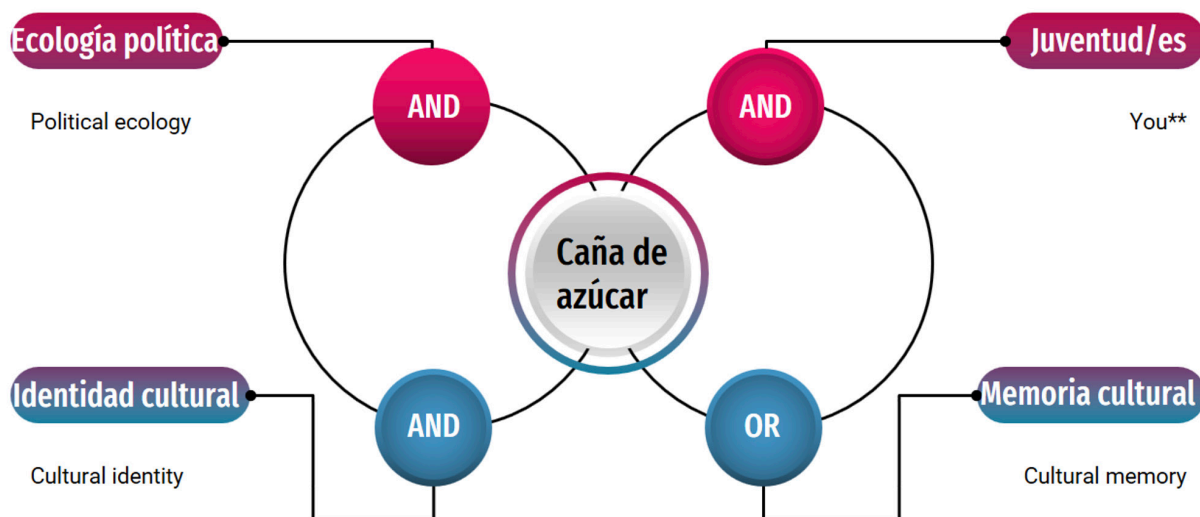 Ecología política
Juventud/es
AND
AND
Political ecology
You**
Caña de
azúcar
Identidad cultural
Memoria cultural
AND
OR
Cultural identity
Cultural memory